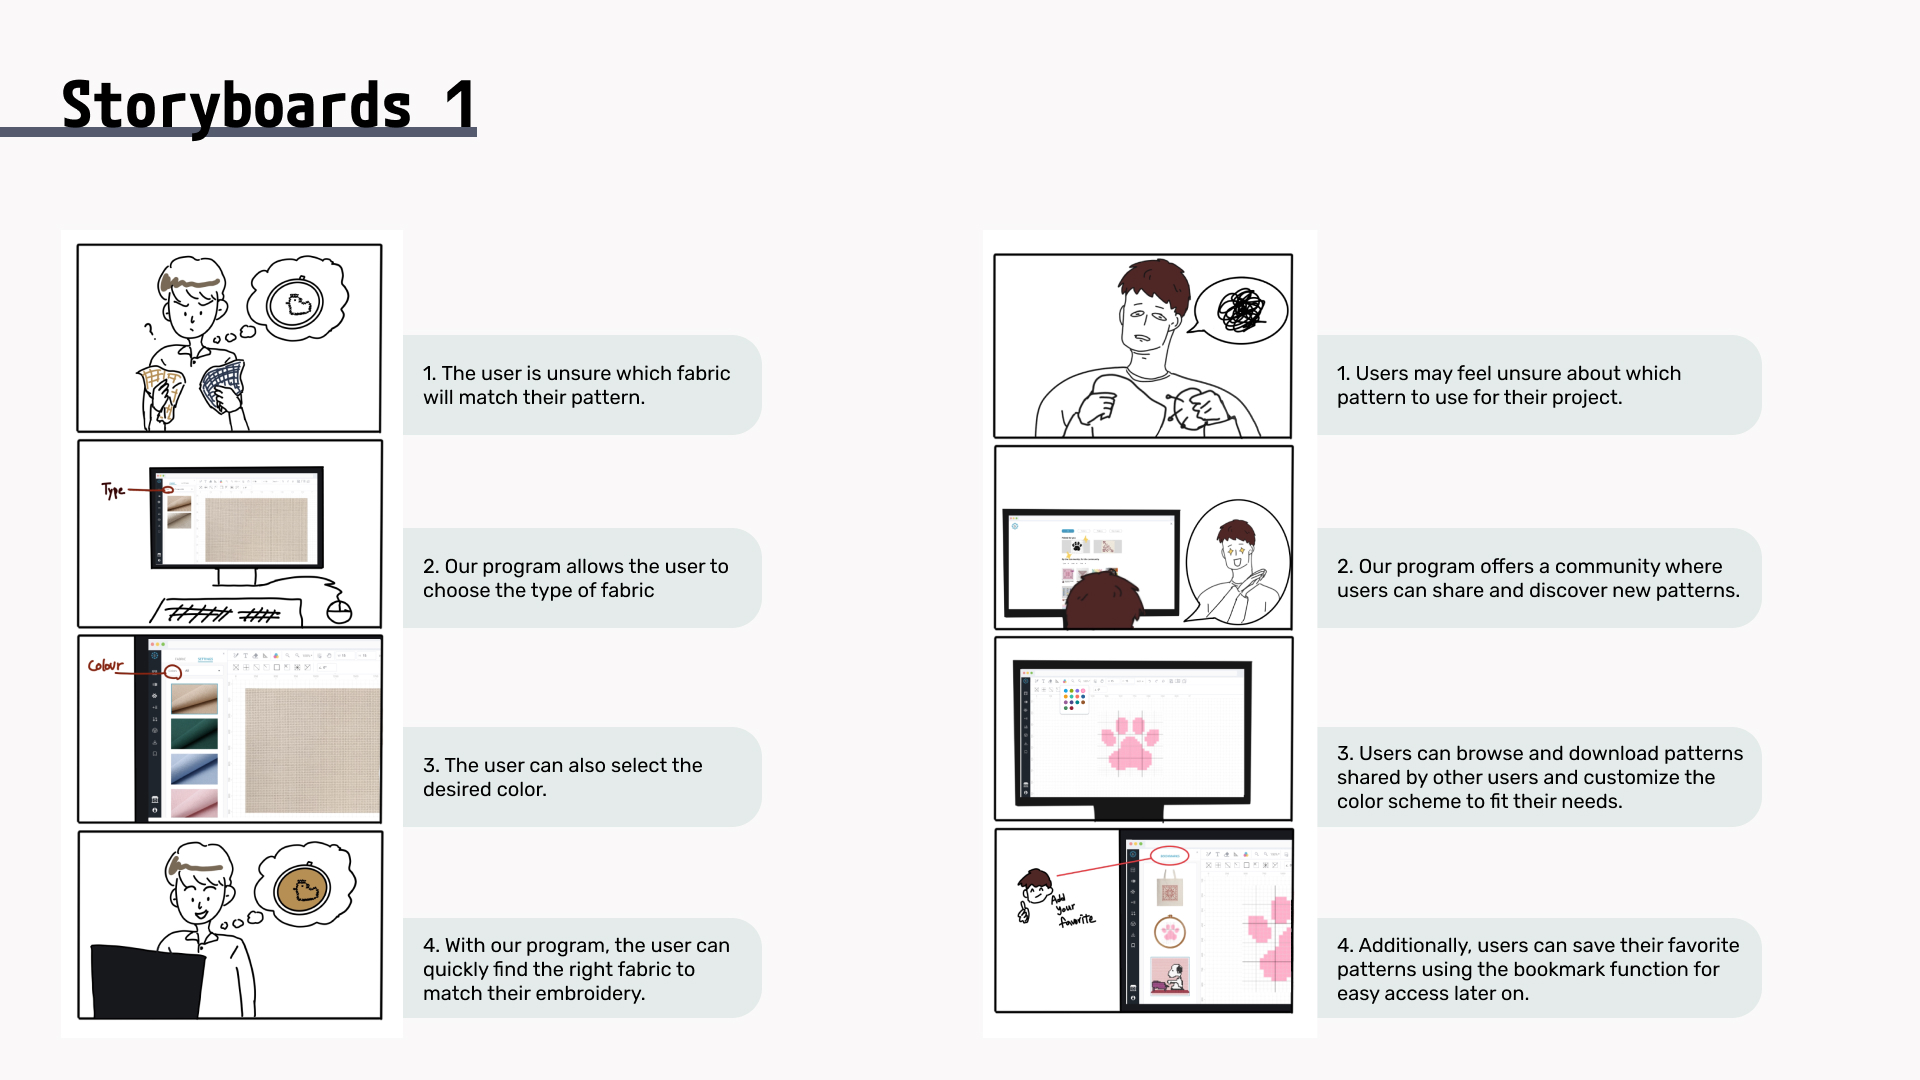 Storyboards 1
?
1. The user is unsure which fabric
will match their pattern.
Type
2. Our program allows the user to
choose the type of fabric
Colour
3. The user can also select the
desired color.
4. With our program, the user can
quickly find the right fabric to
match their embroidery.
1. Users may feel unsure about which
pattern to use for their project.
2. Our program offers a community where
users can share and discover new patterns.
3. Users can browse and download patterns
shared by other users and customize the
color scheme to fit their needs.
Add
your
favorite
4. Additionally, users can save their favorite
patterns using the bookmark function for
easy access later on.